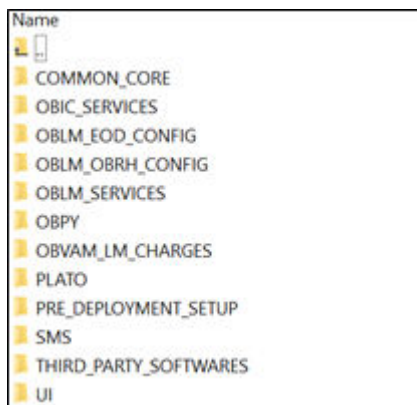 Name
..
COMMON_CORE
OBIC_SERVICES
OBLM_EOD_CONFIG
OBLM_OBRH_CONFIG
OBLM_SERVICES
OBPY
OBVAM_LM_CHARGES
PLATO
PRE_DEPLOYMENT_SETUP
SMS
THIRD_PARTY_SOFTWARES
UI